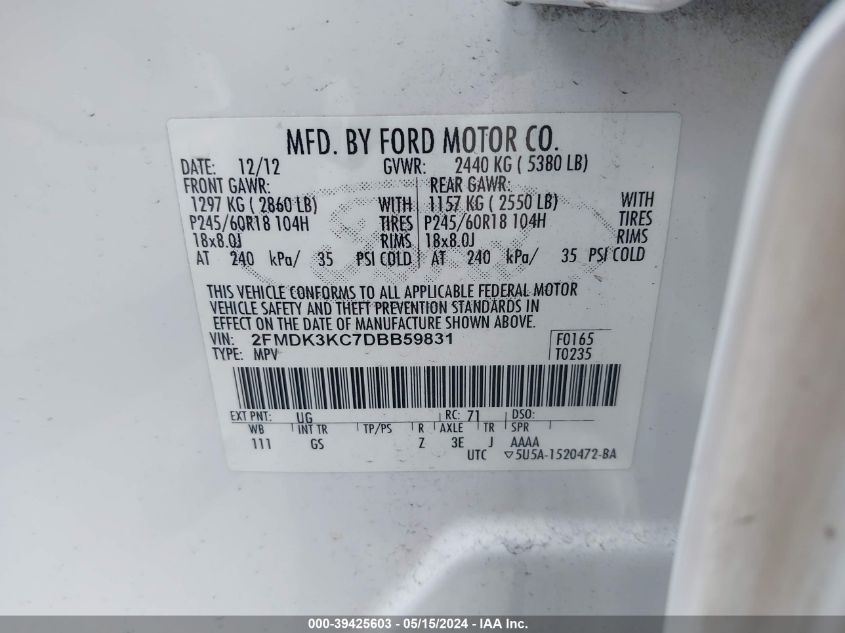 MFD. BY FORD MOTOR CO.
DATE: 12/12 GVWR: 2440 KG ( 5380 LB)
FRONT GAWR: REAR GAWR:
1297 KG ( 2860 LB) WITH 1157 KG ( 2550 LB) WITH
P245/60R18 104H TIRES P245/60R18 104H TIRES
18x8.0J RIMS 18x8.0J RIMS
AT 240 kPa/ 35 PSI COLD AT 240 kPa/ 35 PSI COLD
THIS VEHICLE CONFORMS TO ALL APPLICABLE FEDERAL MOTOR
VEHICLE SAFETY AND THEFT PREVENTION STANDARDS IN
EFFECT ON THE DATE OF MANUFACTURE SHOWN ABOVE.
VIN: 2FMDK3KC7DBB59831 F0165
TYPE: MPV T0235
EXT PNT: UG RC: 71 DSO:
WB INT TR TP/PS R AXLE TR SPR
111 GS Z 3E J AAAA
UTC ▽5U5A-1520472-BA
000-39425603 - 05/15/2024 - IAAI Inc.